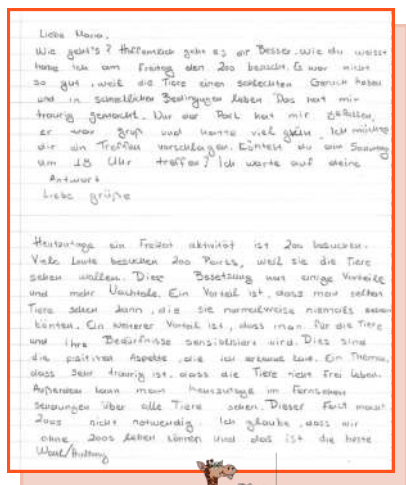 Liebe Maria,
Wie geht's? Hoffentlich geht es dir Besser. Wie du weisst
habe ich am Freitag den Zoo besucht. Es war nicht
so gut, weil die Tiere einen schlechten Geruch haben
und in schrecklichen Bedingungen leben. Das hat mir
traurig gemacht. Nur der Park hat mir gefallen,
er war groß und hatte viel grün. Ich möchte
dir ein Treffen vorschlagen. Köntest du am Sonntag
um 18 Uhr treffen? Ich warte auf deine
Antwort
Liebe grüße
Heutzutage ein Freizeit aktivität ist Zoo besuchen.
Viele Leute besuchen Zoo Parks, weil sie die Tiere
sehen wollen. Diese Besetzung hat einige Vorteile
und mehr Nachteile. Ein Vorteil ist, dass man selten
Tiere sehen kann, die sie normalweise niemals sehen
könten. Ein weiterer Vorteil ist, dass man für die Tiere
und ihre Bedürfnisse sensibilisiert wird. Dies sind
die positiven Aspekte, die ich erkannt habe. Ein Thema,
dass sehr traurig ist, dass die Tiere nicht frei leben.
Außerdem kann man heutzutage im Fernsehen
sendungen über alle Tiere sehen. Dieser Fakt macht
Zoos nicht notwendig. Ich glaube, dass wir
ohne Zoos leben können und das ist die beste
Wahl/Haltung